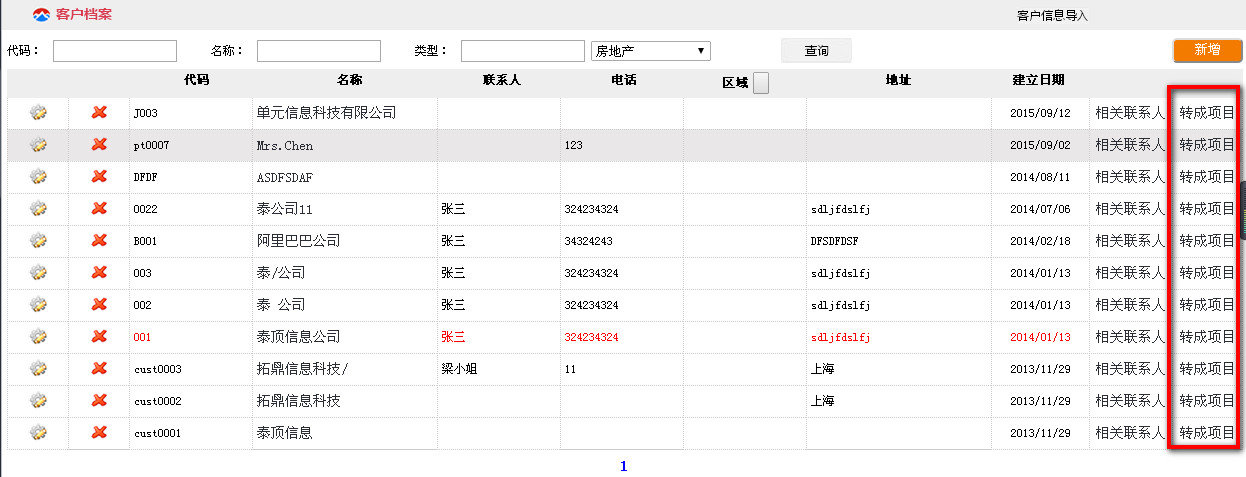 客户档案 客户信息导入
代码： 名称： 类型： 房地产 查询 新增
代码 名称 联系人 电话 区域 地址 建立日期
J003 单元信息科技有限公司 2015/09/12 相关联系人 转成项目
pt0007 Mrs.Chen 123 2015/09/02 相关联系人 转成项目
DFDF ASDFSDAF 2014/08/11 相关联系人 转成项目
0022 泰公司11 张三 324234324 sdljfdslfj 2014/07/06 相关联系人 转成项目
B001 阿里巴巴公司 张三 34324243 DFSDFDSF 2014/02/18 相关联系人 转成项目
003 泰/公司 张三 324234324 sdljfdslfj 2014/01/13 相关联系人 转成项目
002 泰 公司 张三 324234324 sdljfdslfj 2014/01/13 相关联系人 转成项目
001 泰顶信息公司 张三 324234324 sdljfdslfj 2014/01/13 相关联系人 转成项目
cust0003 拓鼎信息科技/ 梁小姐 11 上海 2013/11/29 相关联系人 转成项目
cust0002 拓鼎信息科技 上海 2013/11/29 相关联系人 转成项目
cust0001 泰顶信息 2013/11/29 相关联系人 转成项目
1